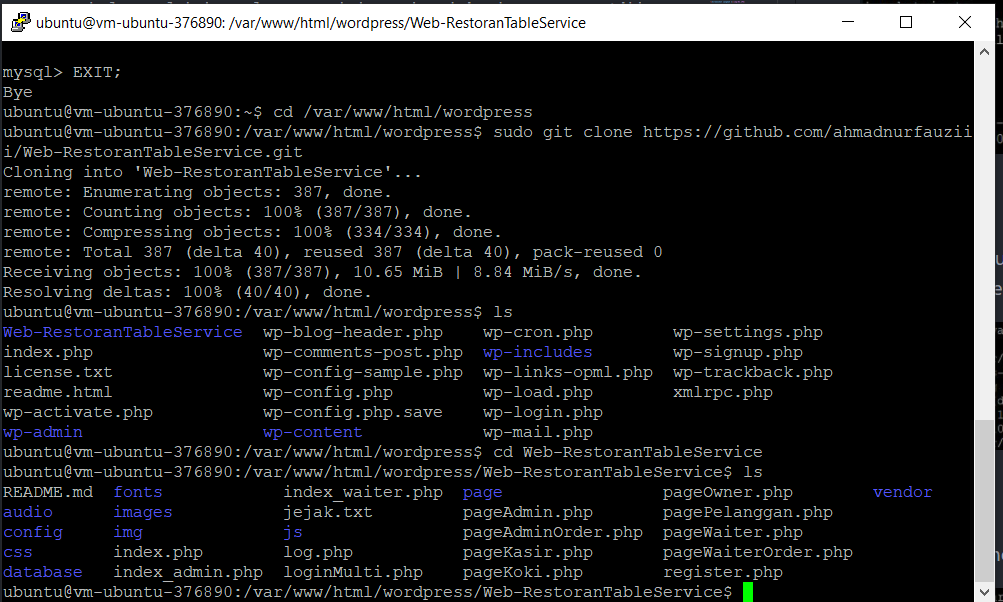 ubuntu@vm-ubuntu-376890: /var/www/html/wordpress/Web-RestoranTableService
mysql> EXIT;
Bye
ubuntu@vm-ubuntu-376890:~$ cd /var/www/html/wordpress
ubuntu@vm-ubuntu-376890:/var/www/html/wordpress$ sudo git clone https://github.com/ahmadnurfauzii
i/Web-RestoranTableService.git
Cloning into 'Web-RestoranTableService'...
remote: Enumerating objects: 387, done.
remote: Counting objects: 100% (387/387), done.
remote: Compressing objects: 100% (334/334), done.
remote: Total 387 (delta 40), reused 387 (delta 40), pack-reused 0
Receiving objects: 100% (387/387), 10.65 MiB | 8.84 MiB/s, done.
Resolving deltas: 100% (40/40), done.
ubuntu@vm-ubuntu-376890:/var/www/html/wordpress$ ls
Web-RestoranTableService wp-blog-header.php wp-cron.php wp-settings.php
index.php wp-comments-post.php wp-includes wp-signup.php
license.txt wp-config-sample.php wp-links-opml.php wp-trackback.php
readme.html wp-config.php wp-load.php xmlrpc.php
wp-activate.php wp-config.php.save wp-login.php
wp-admin wp-content wp-mail.php
ubuntu@vm-ubuntu-376890:/var/www/html/wordpress$ cd Web-RestoranTableService
ubuntu@vm-ubuntu-376890:/var/www/html/wordpress/Web-RestoranTableService$ ls
README.md fonts index_waiter.php page pageOwner.php vendor
audio images jejak.txt pageAdmin.php pagePelanggan.php
config img js pageAdminOrder.php pageWaiter.php
css index.php log.php pageKasir.php pageWaiterOrder.php
database index_admin.php loginMulti.php pageKoki.php register.php
ubuntu@vm-ubuntu-376890:/var/www/html/wordpress/Web-RestoranTableService$